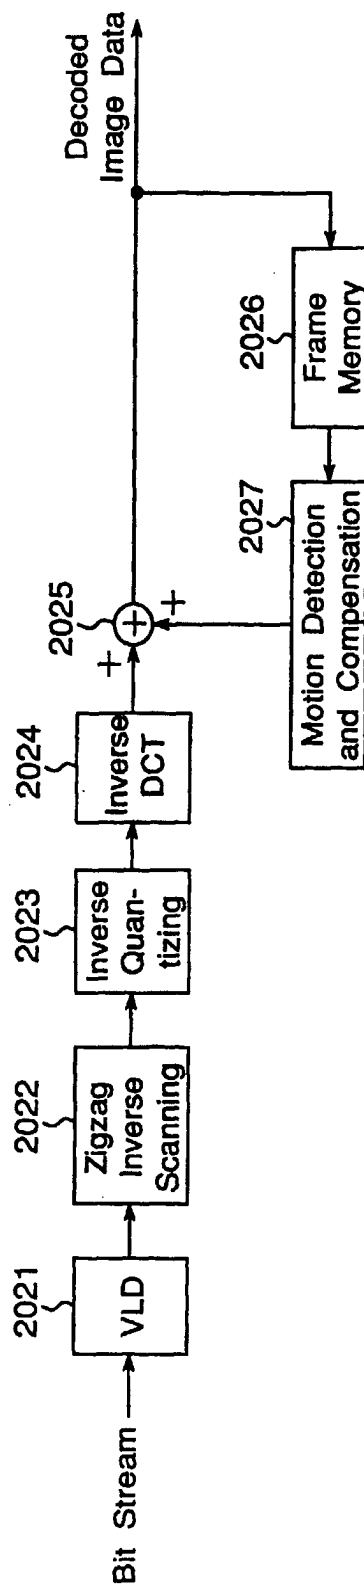 Bit Stream
2021
VLD
2022
Zigzag
Inverse
Scanning
2023
Inverse
Quan-
tizing
2024
Inverse
DCT
2025
+
+
+
Decoded
Image Data
2026
Frame
Memory
2027
Motion Detection
and Compensation